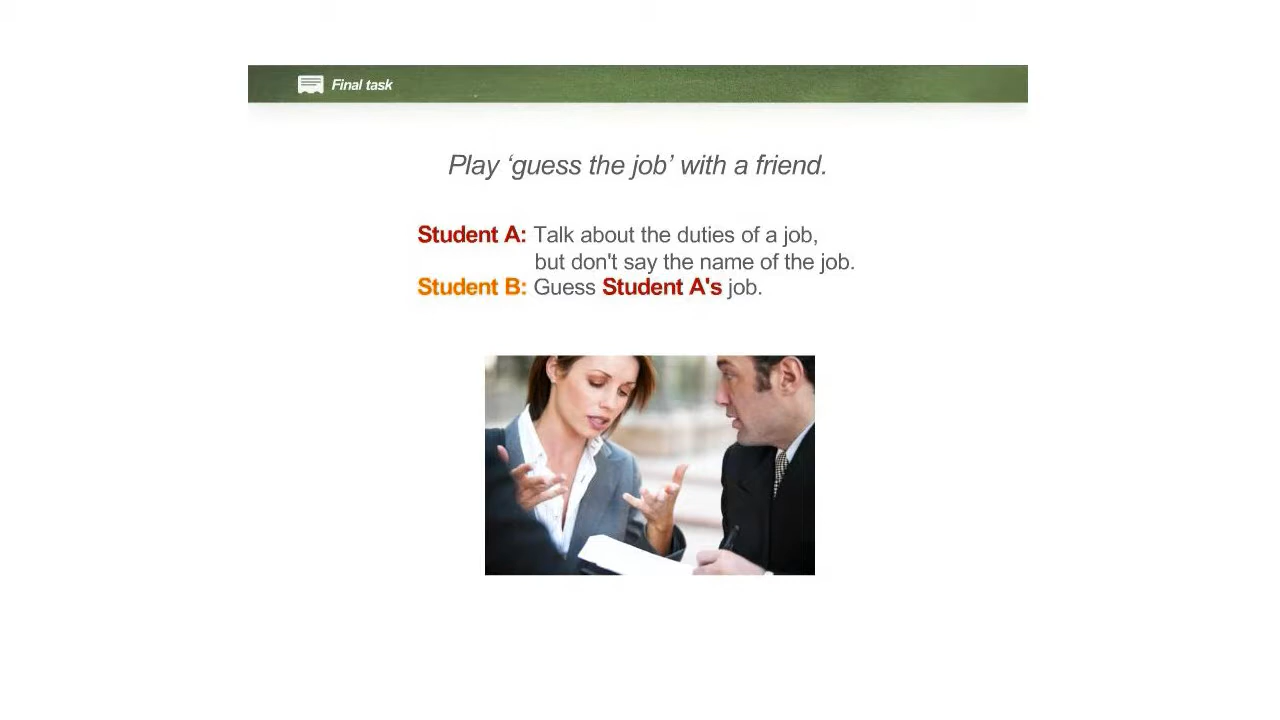 Final task
Play ‘guess the job’ with a friend.
Student A: Talk about the duties of a job,
but don't say the name of the job.
Student B: Guess Student A's job.